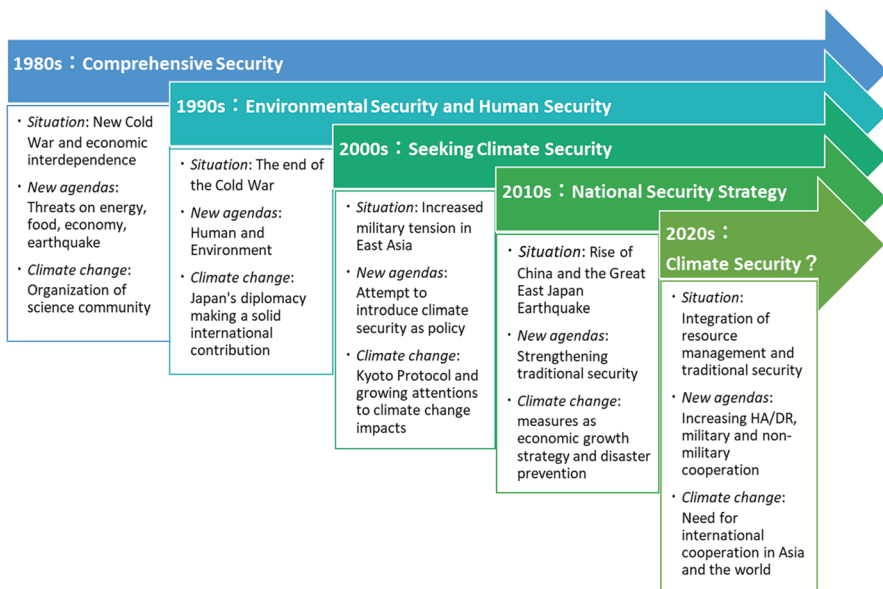 1980s：Comprehensive Security
・Situation: New Cold
War and economic
interdependence
・New agendas:
Threats on energy,
food, economy,
earthquake
・Climate change:
Organization of
science community
1990s：Environmental Security and Human Security
・Situation: The end of
the Cold War
・New agendas:
Human and
Environment
・Climate change:
Japan's diplomacy
making a solid
international
contribution
2000s：Seeking Climate Security
・Situation: Increased
military tension in
East Asia
・New agendas:
Attempt to
introduce climate
security as policy
・Climate change:
Kyoto Protocol and
growing attentions
to climate change
impacts
2010s：National Security Strategy
・Situation: Rise of
China and the Great
East Japan
Earthquake
・New agendas:
Strengthening
traditional security
・Climate change:
measures as
economic growth
strategy and disaster
prevention
2020s：
Climate Security？
・Situation:
Integration of
resource
management and
traditional security
・New agendas:
Increasing HA/DR,
military and non-
military
cooperation
・Climate change:
Need for
international
cooperation in Asia
and the world